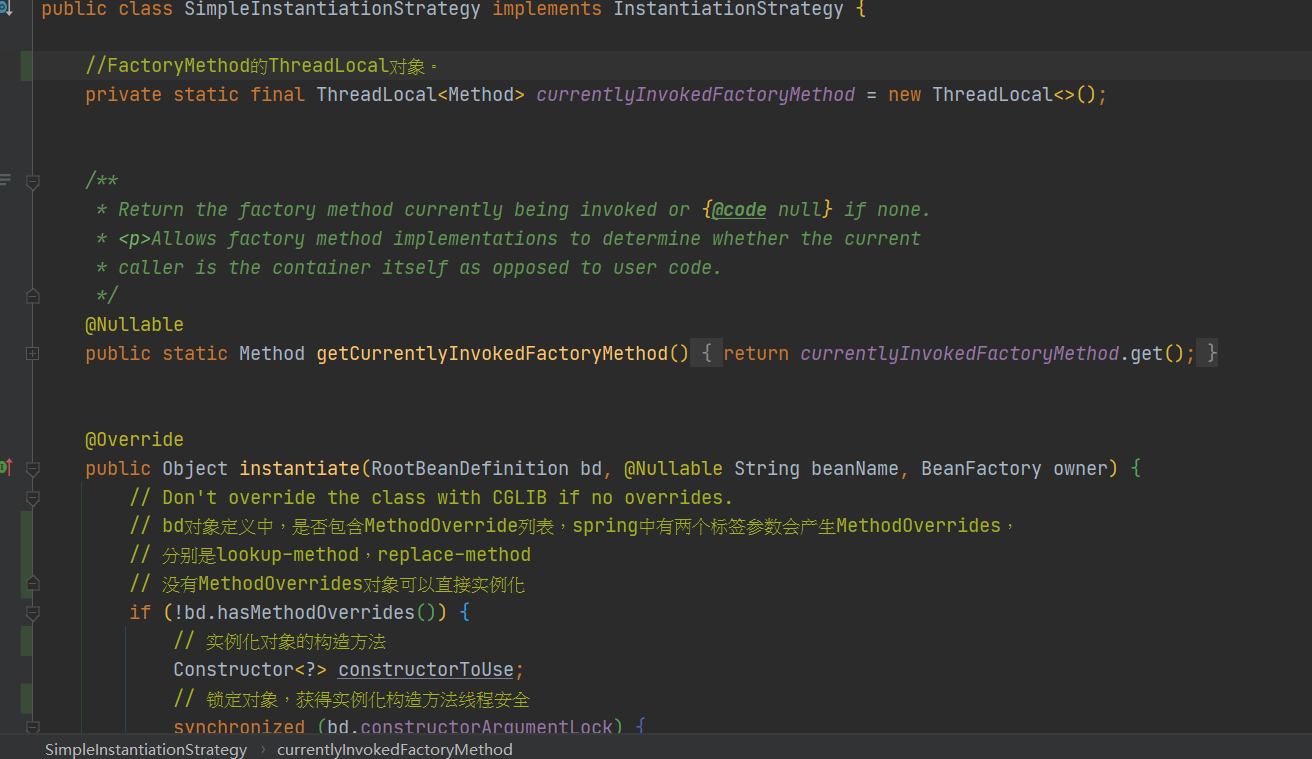 public class SimpleInstantiationStrategy implements InstantiationStrategy {
//FactoryMethod的ThreadLocal对象。
private static final ThreadLocal<Method> currentlyInvokedFactoryMethod = new ThreadLocal<>();
/**
* Return the factory method currently being invoked or {@code null} if none.
* <p>Allows factory method implementations to determine whether the current
* caller is the container itself as opposed to user code.
*/
@Nullable
public static Method getCurrentlyInvokedFactoryMethod() { return currentlyInvokedFactoryMethod.get(); }
@Override
public Object instantiate(RootBeanDefinition bd, @Nullable String beanName, BeanFactory owner) {
// Don't override the class with CGLIB if no overrides.
// bd对象定义中，是否包含MethodOverride列表，spring中有两个标签参数会产生MethodOverrides，
// 分别是lookup-method，replace-method
// 没有MethodOverrides对象可以直接实例化
if (!bd.hasMethodOverrides()) {
// 实例化对象的构造方法
Constructor<?> constructorToUse;
// 锁定对象，获得实例化构造方法线程安全
synchronized (bd.constructorArgumentLock) {
SimpleInstantiationStrategy › currentlyInvokedFactoryMethod